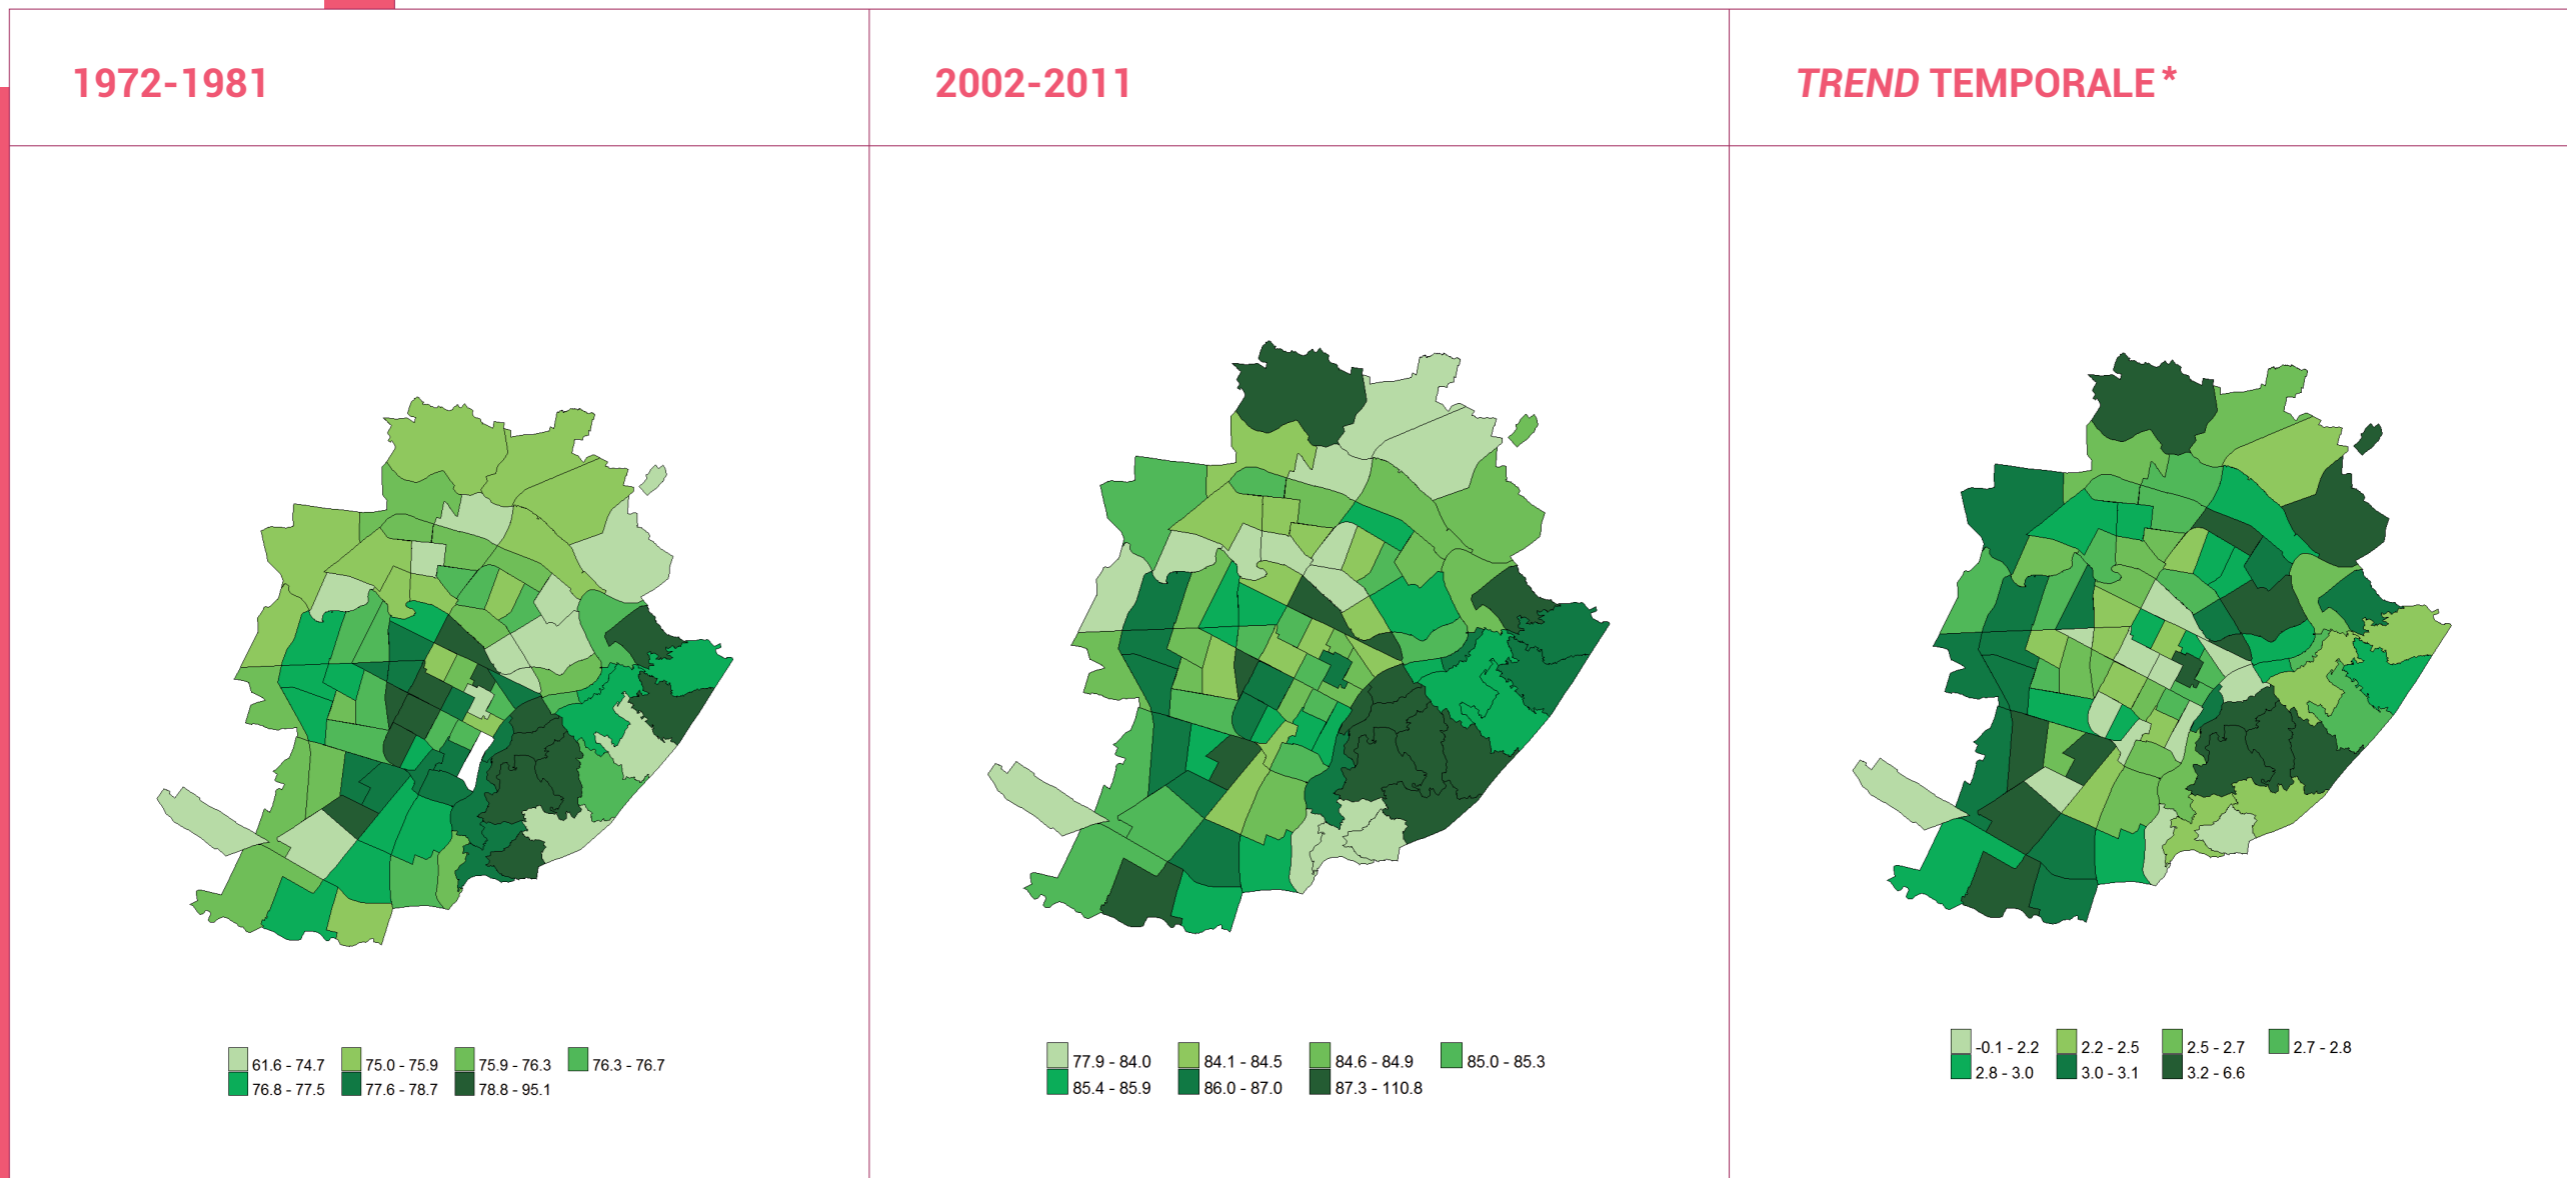 1972-1981
2002-2011
TREND TEMPORALE*
61.6 - 74.7 75.0 - 75.9 75.9 - 76.3 76.3 - 76.7
76.8 - 77.5 77.6 - 78.7 78.8 - 95.1
77.9 - 84.0 84.1 - 84.5 84.6 - 84.9 85.0 - 85.3
85.4 - 85.9 86.0 - 87.0 87.3 - 110.8
-0.1 - 2.2 2.2 - 2.5 2.5 - 2.7 2.7 - 2.8
2.8 - 3.0 3.0 - 3.1 3.2 - 6.6